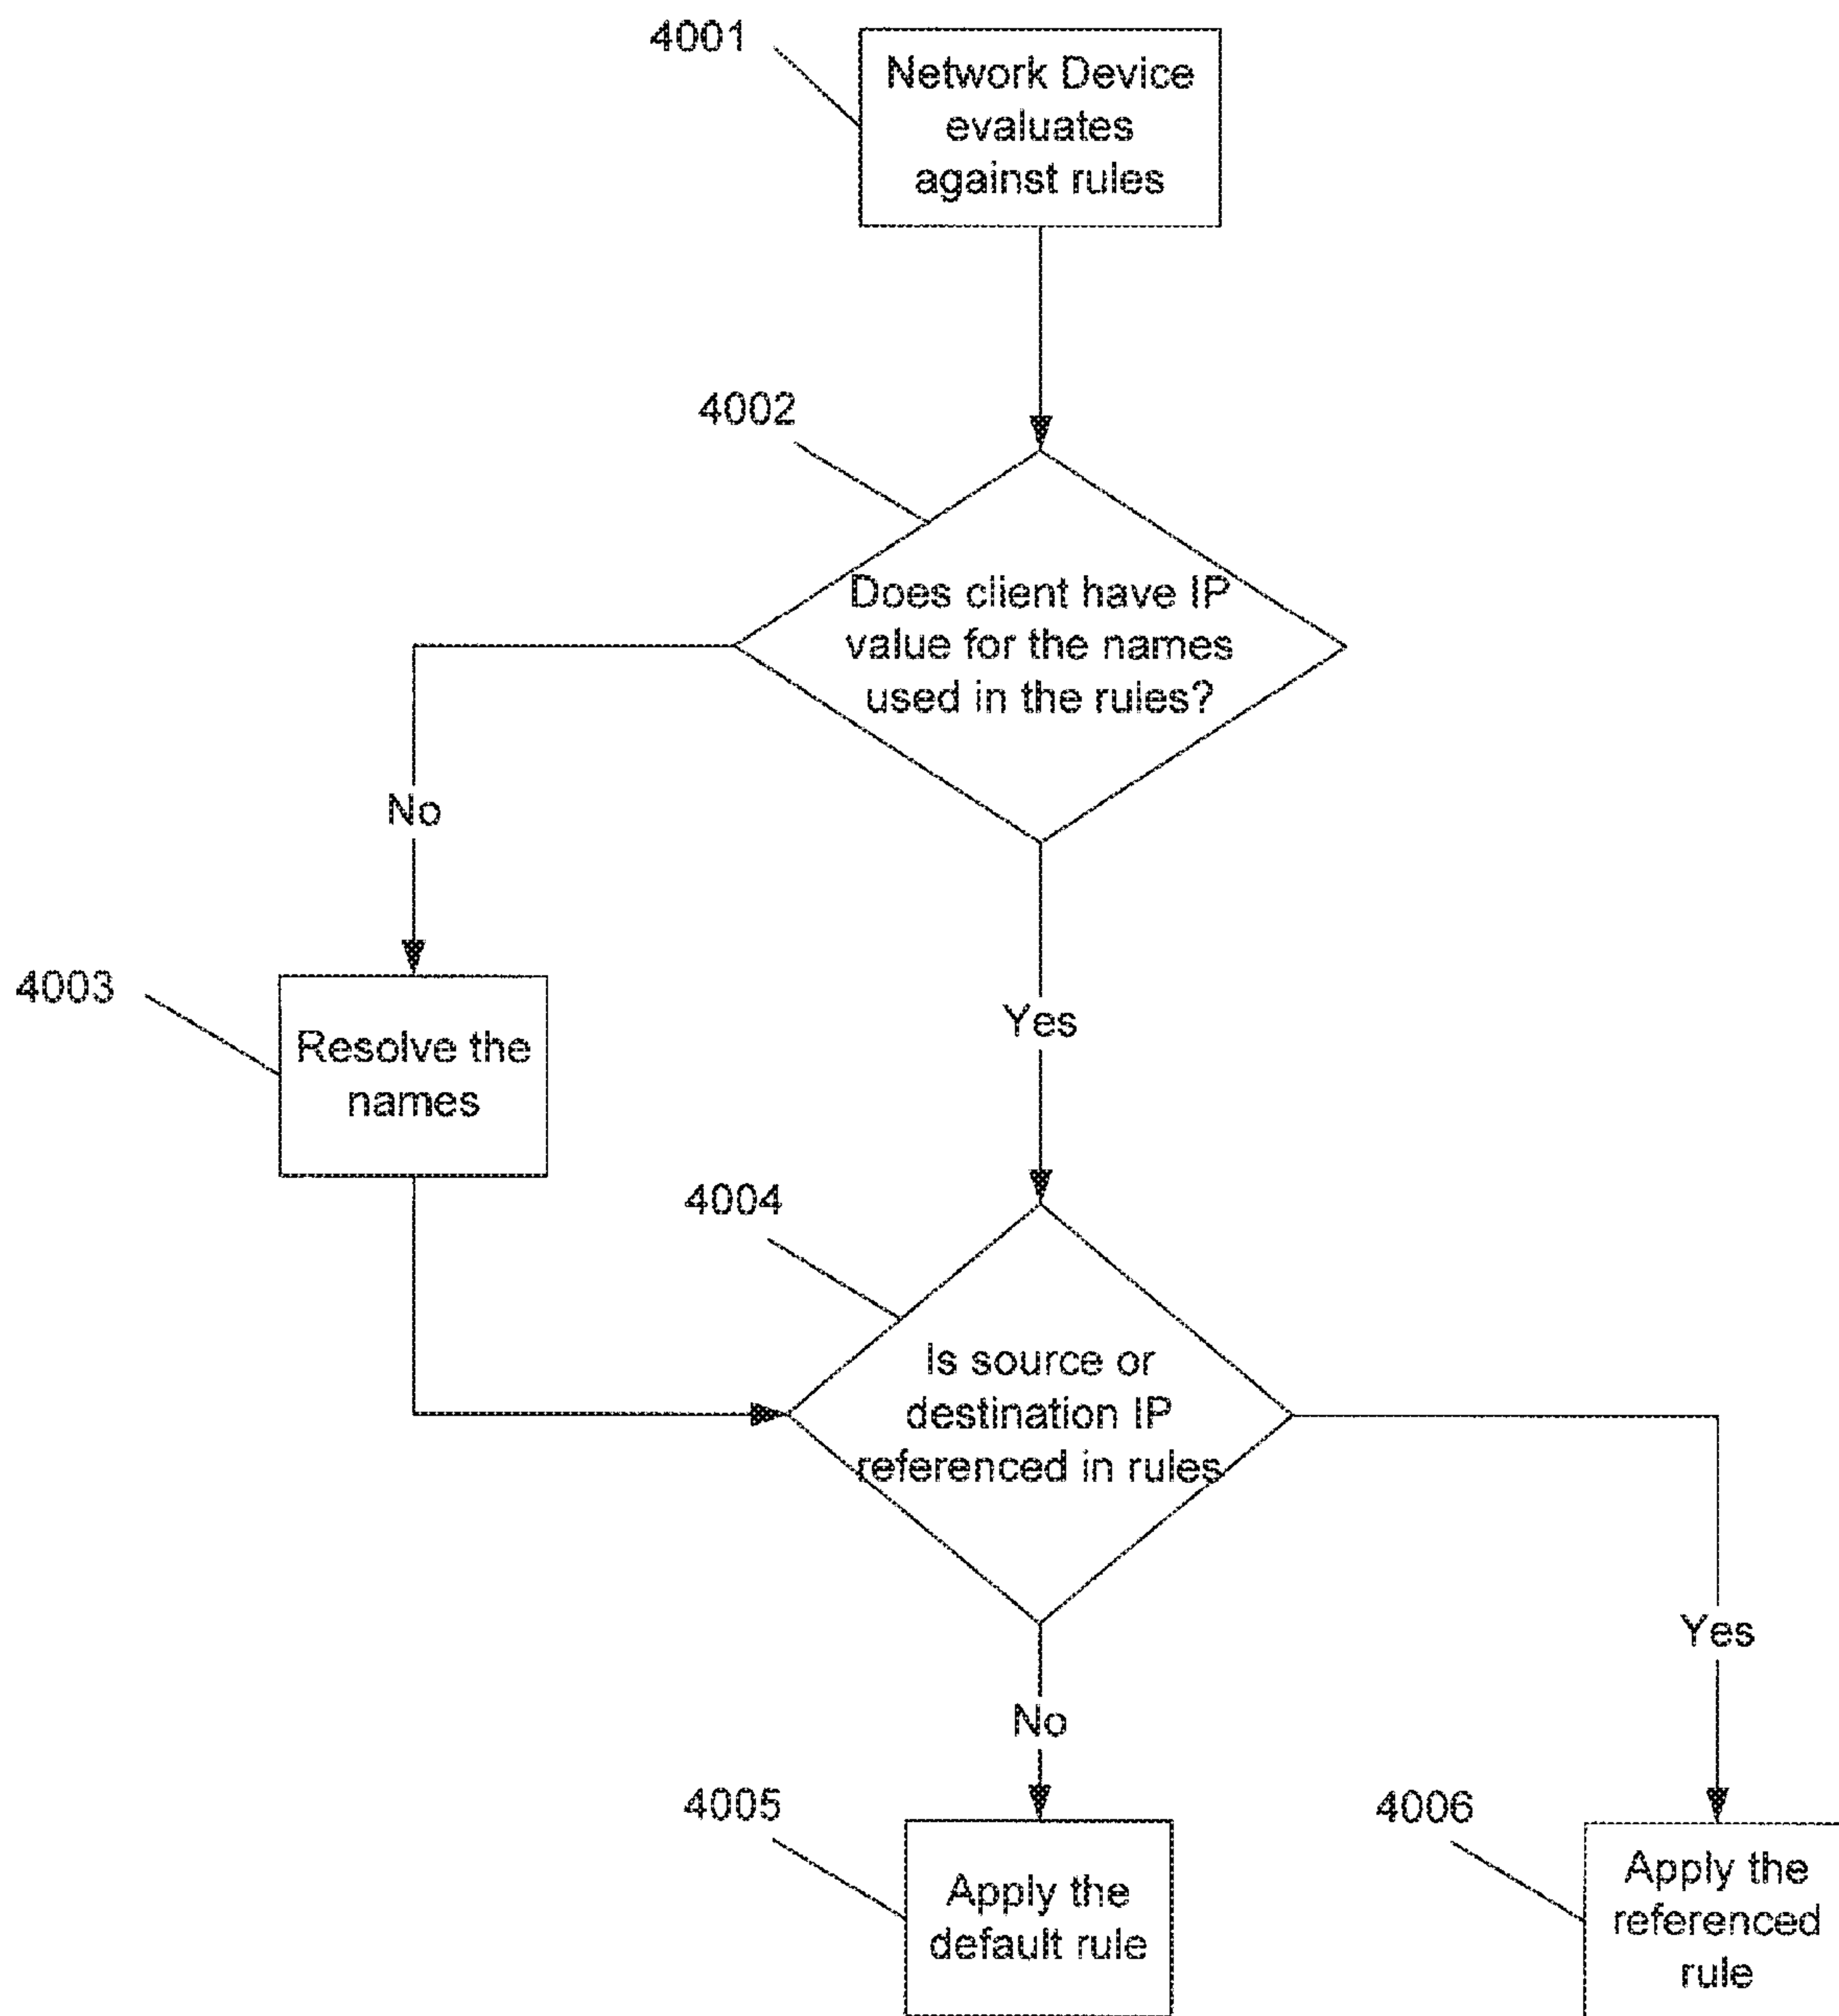 4001
Network Device
evaluates
against rules
4002
Does client have IP
value for the names
used in the rules?
No
4003
Resolve the
names
Yes
4004
Is source or
destination IP
referenced in rules
Yes
No
4005
Apply the
default rule
4006
Apply the
referenced
rule